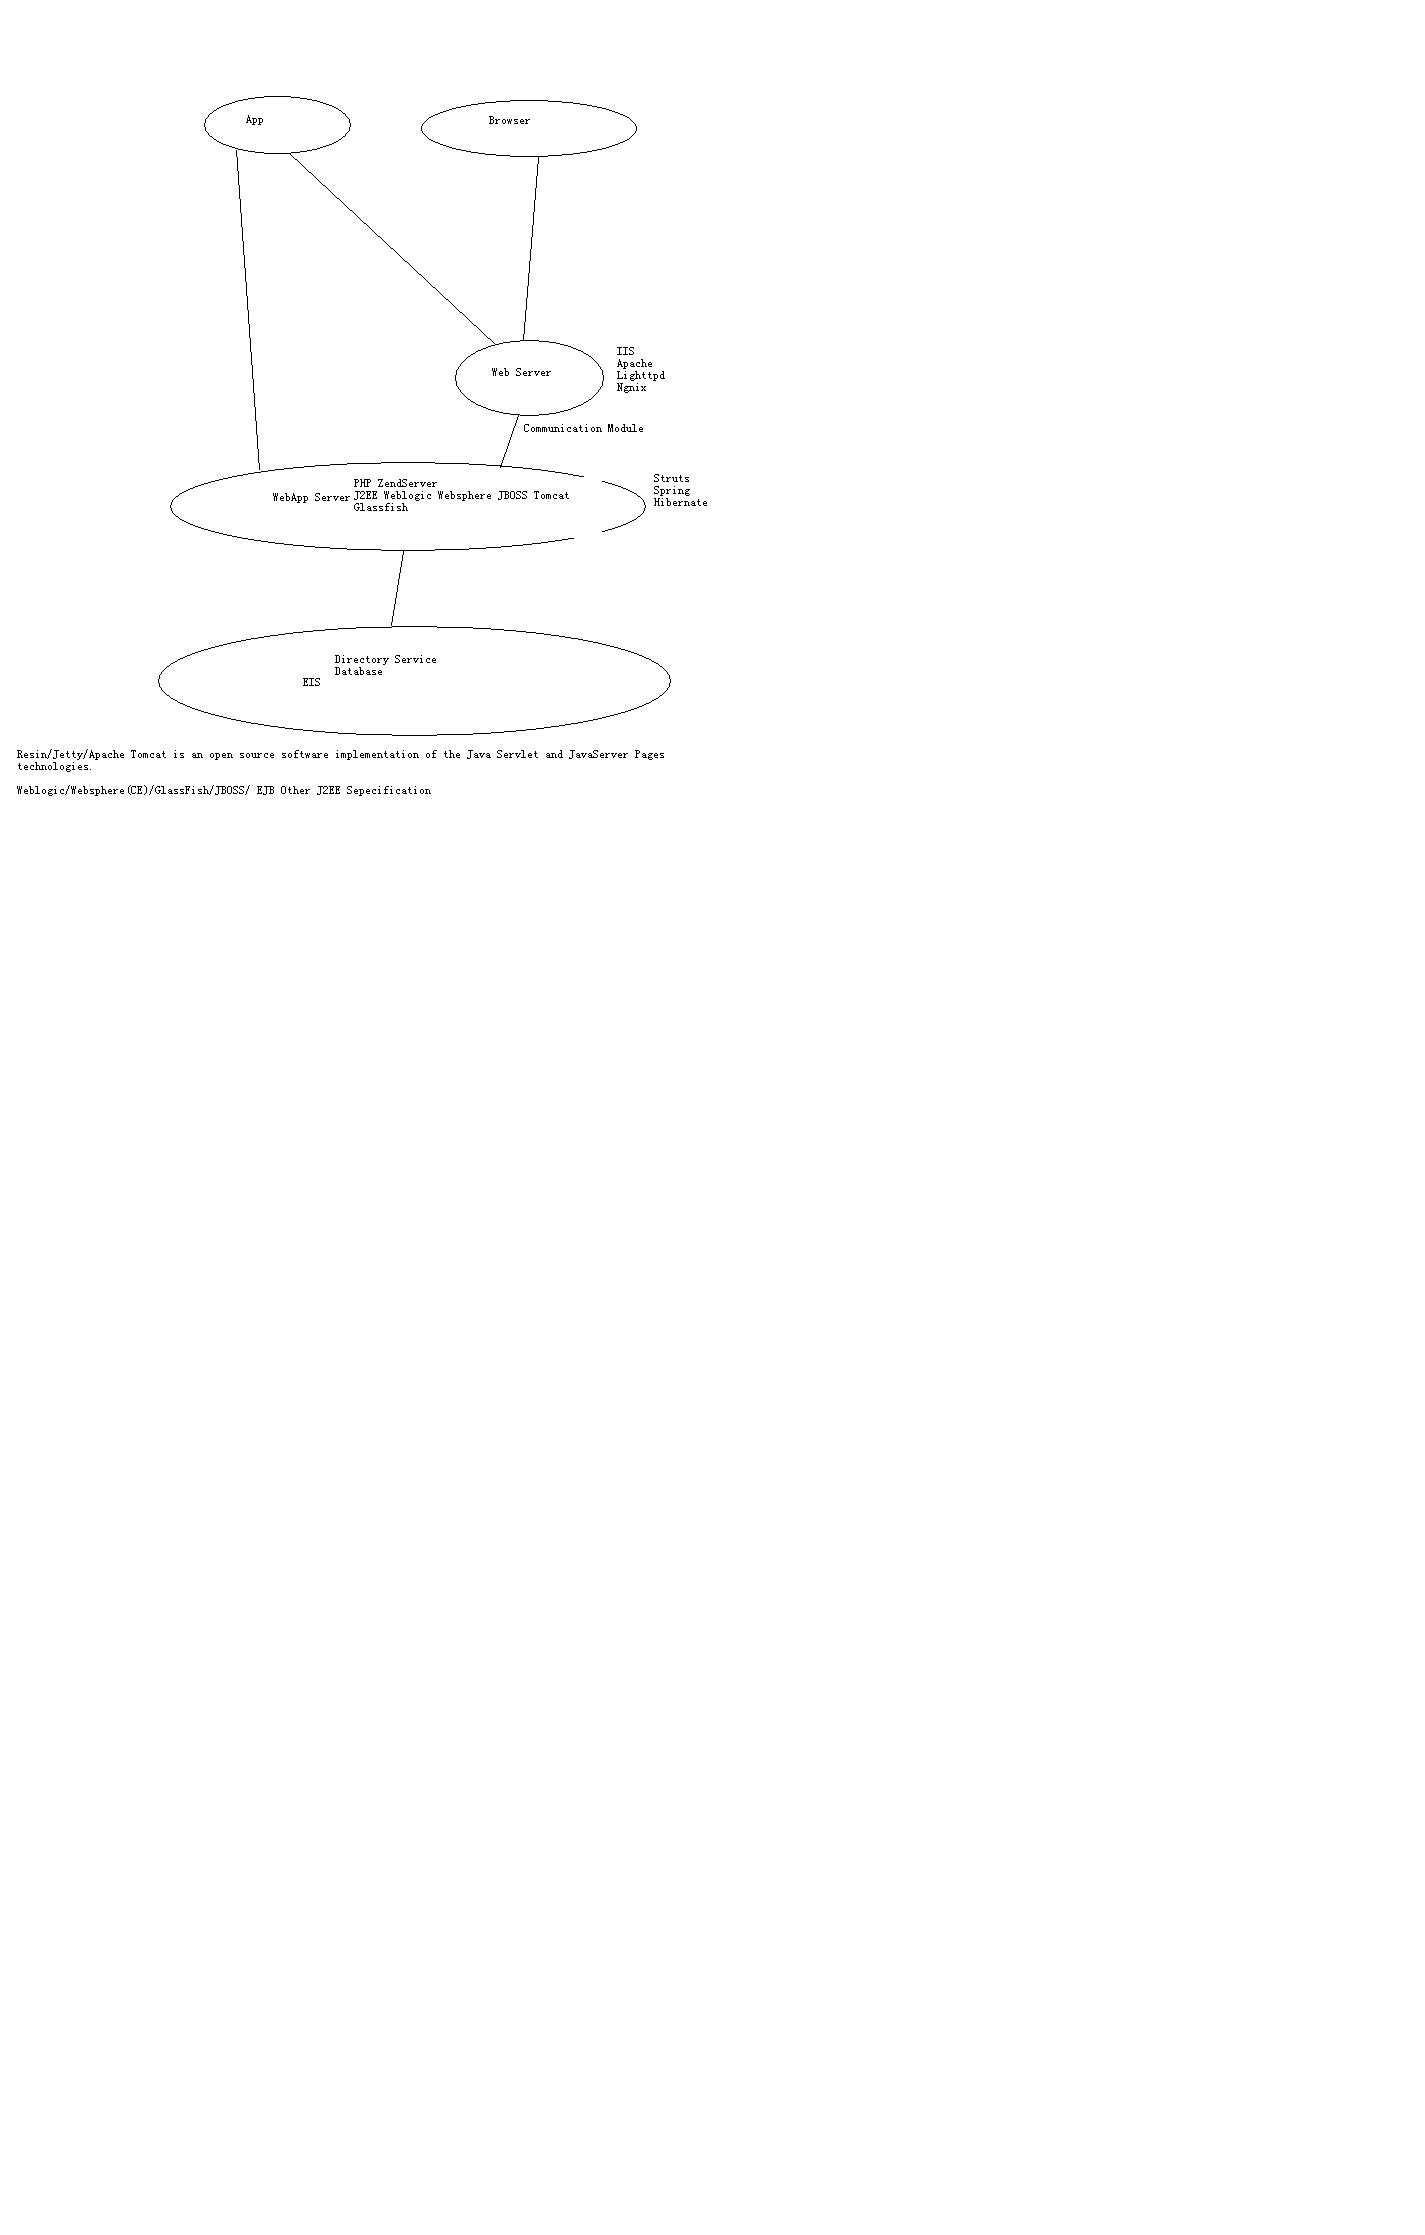 App
Browser
Web Server
IIS
Apache
Lighttpd
Ngnix
Communication Module
PHP ZendServer
WebApp Server J2EE Weblogic Websphere JBOSS Tomcat
Glassfish
Struts
Spring
Hibernate
Directory Service
Database
EIS
Resin/Jetty/Apache Tomcat is an open source software implementation of the Java Servlet and JavaServer Pages
technologies.
Weblogic/Websphere(CE)/GlassFish/JBOSS/ EJB Other J2EE Sepecification